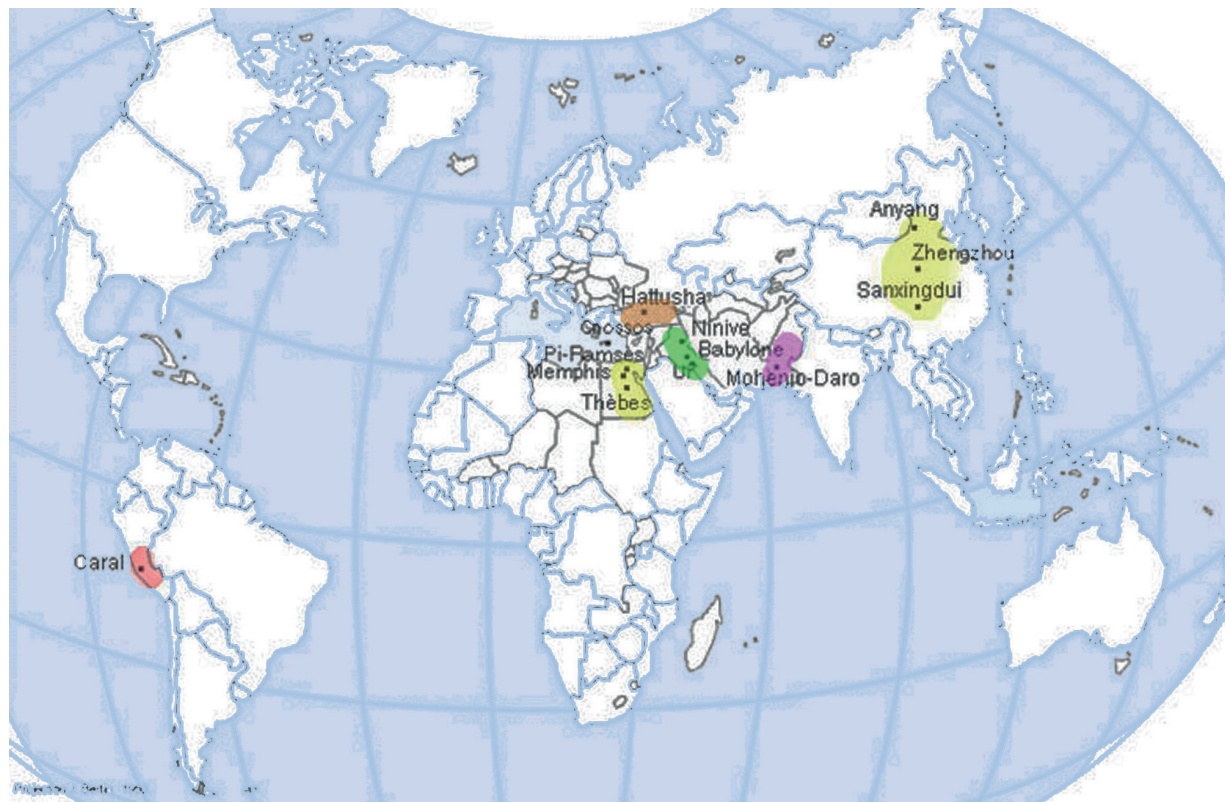 Anyang
Zhengzhou
Sanxingdui
Hattusha
Cnossos
Ninive
Babylone
Pi-Ramsès
Memphis
Ur
Mohenjo-Daro
Thèbes
Caral